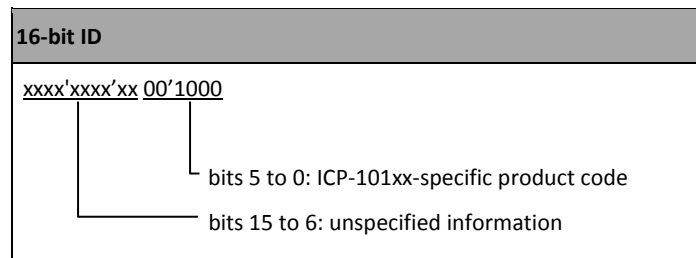 16-bit ID
xxxx'xxxx’xx 00’1000
bits 5 to 0: ICP-101xx-specific product code
bits 15 to 6: unspecified information